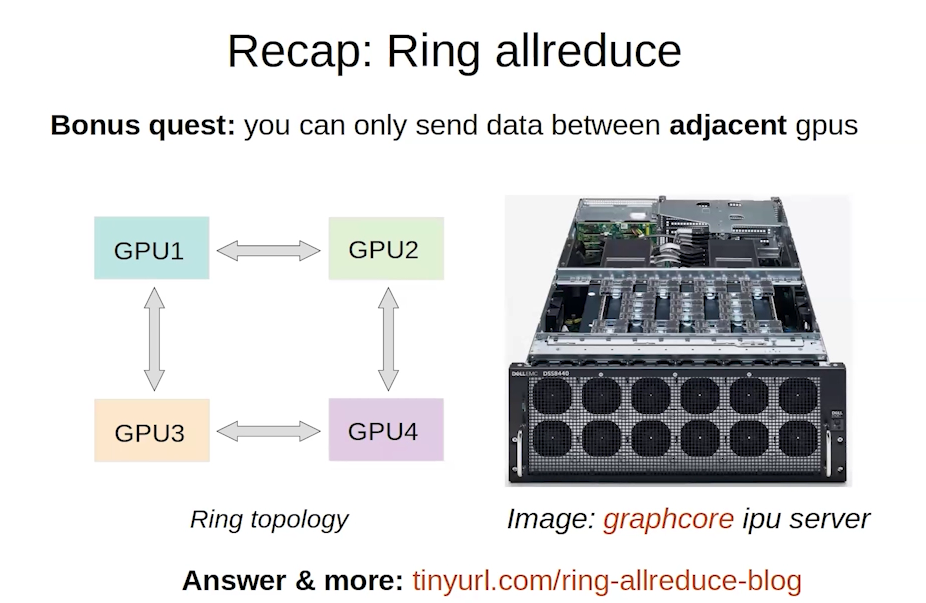 Recap: Ring allreduce
Bonus quest: you can only send data between adjacent gpus
GPU1
GPU2
GPU3
GPU4
DELLEMC DSS8440
DELL
Ring topology
Image: graphcore ipu server
Answer & more: tinyurl.com/ring-allreduce-blog